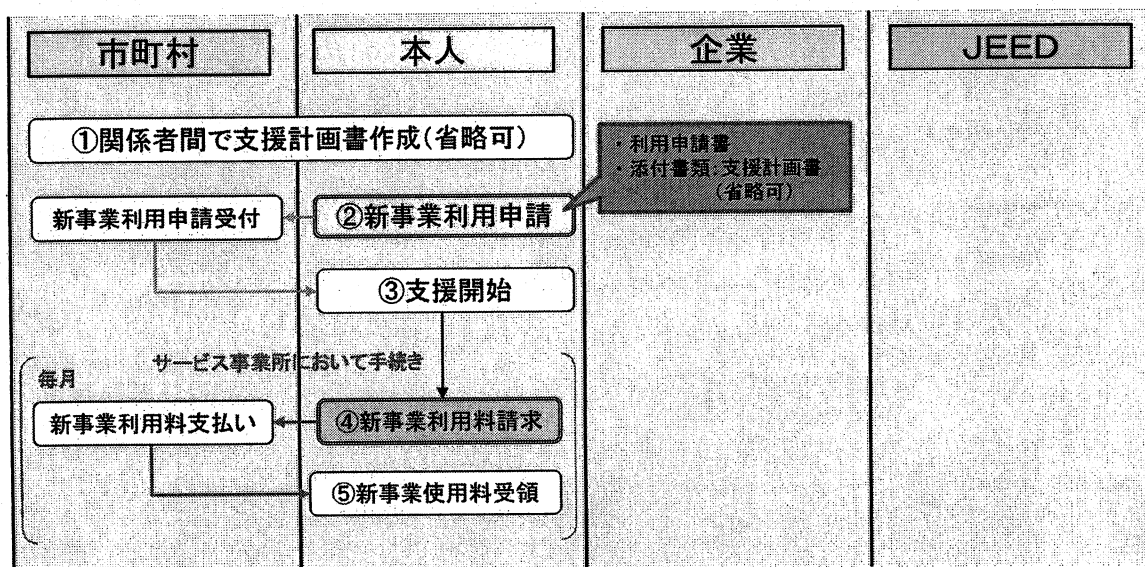 市町村
本人
企業
JEED
①関係者間で支援計画書作成(省略可)
・利用申請書
・添付書類:支援計画書
(省略可)
新事業利用申請受付
②新事業利用申請
③支援開始
サービス事業所において手続き
毎月
新事業利用料支払い
④新事業利用料請求
⑤新事業使用料受領